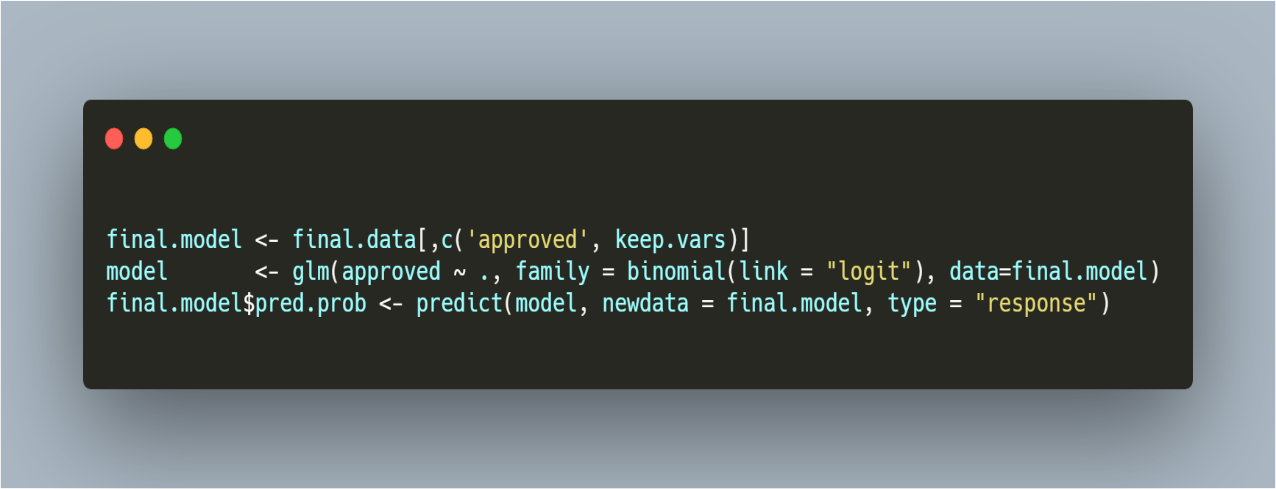 final.model <- final.data[,c('approved', keep.vars)]
model       <- glm(approved ~ ., family = binomial(link = "logit"), data=final.model)
final.model$pred.prob <- predict(model, newdata = final.model, type = "response")